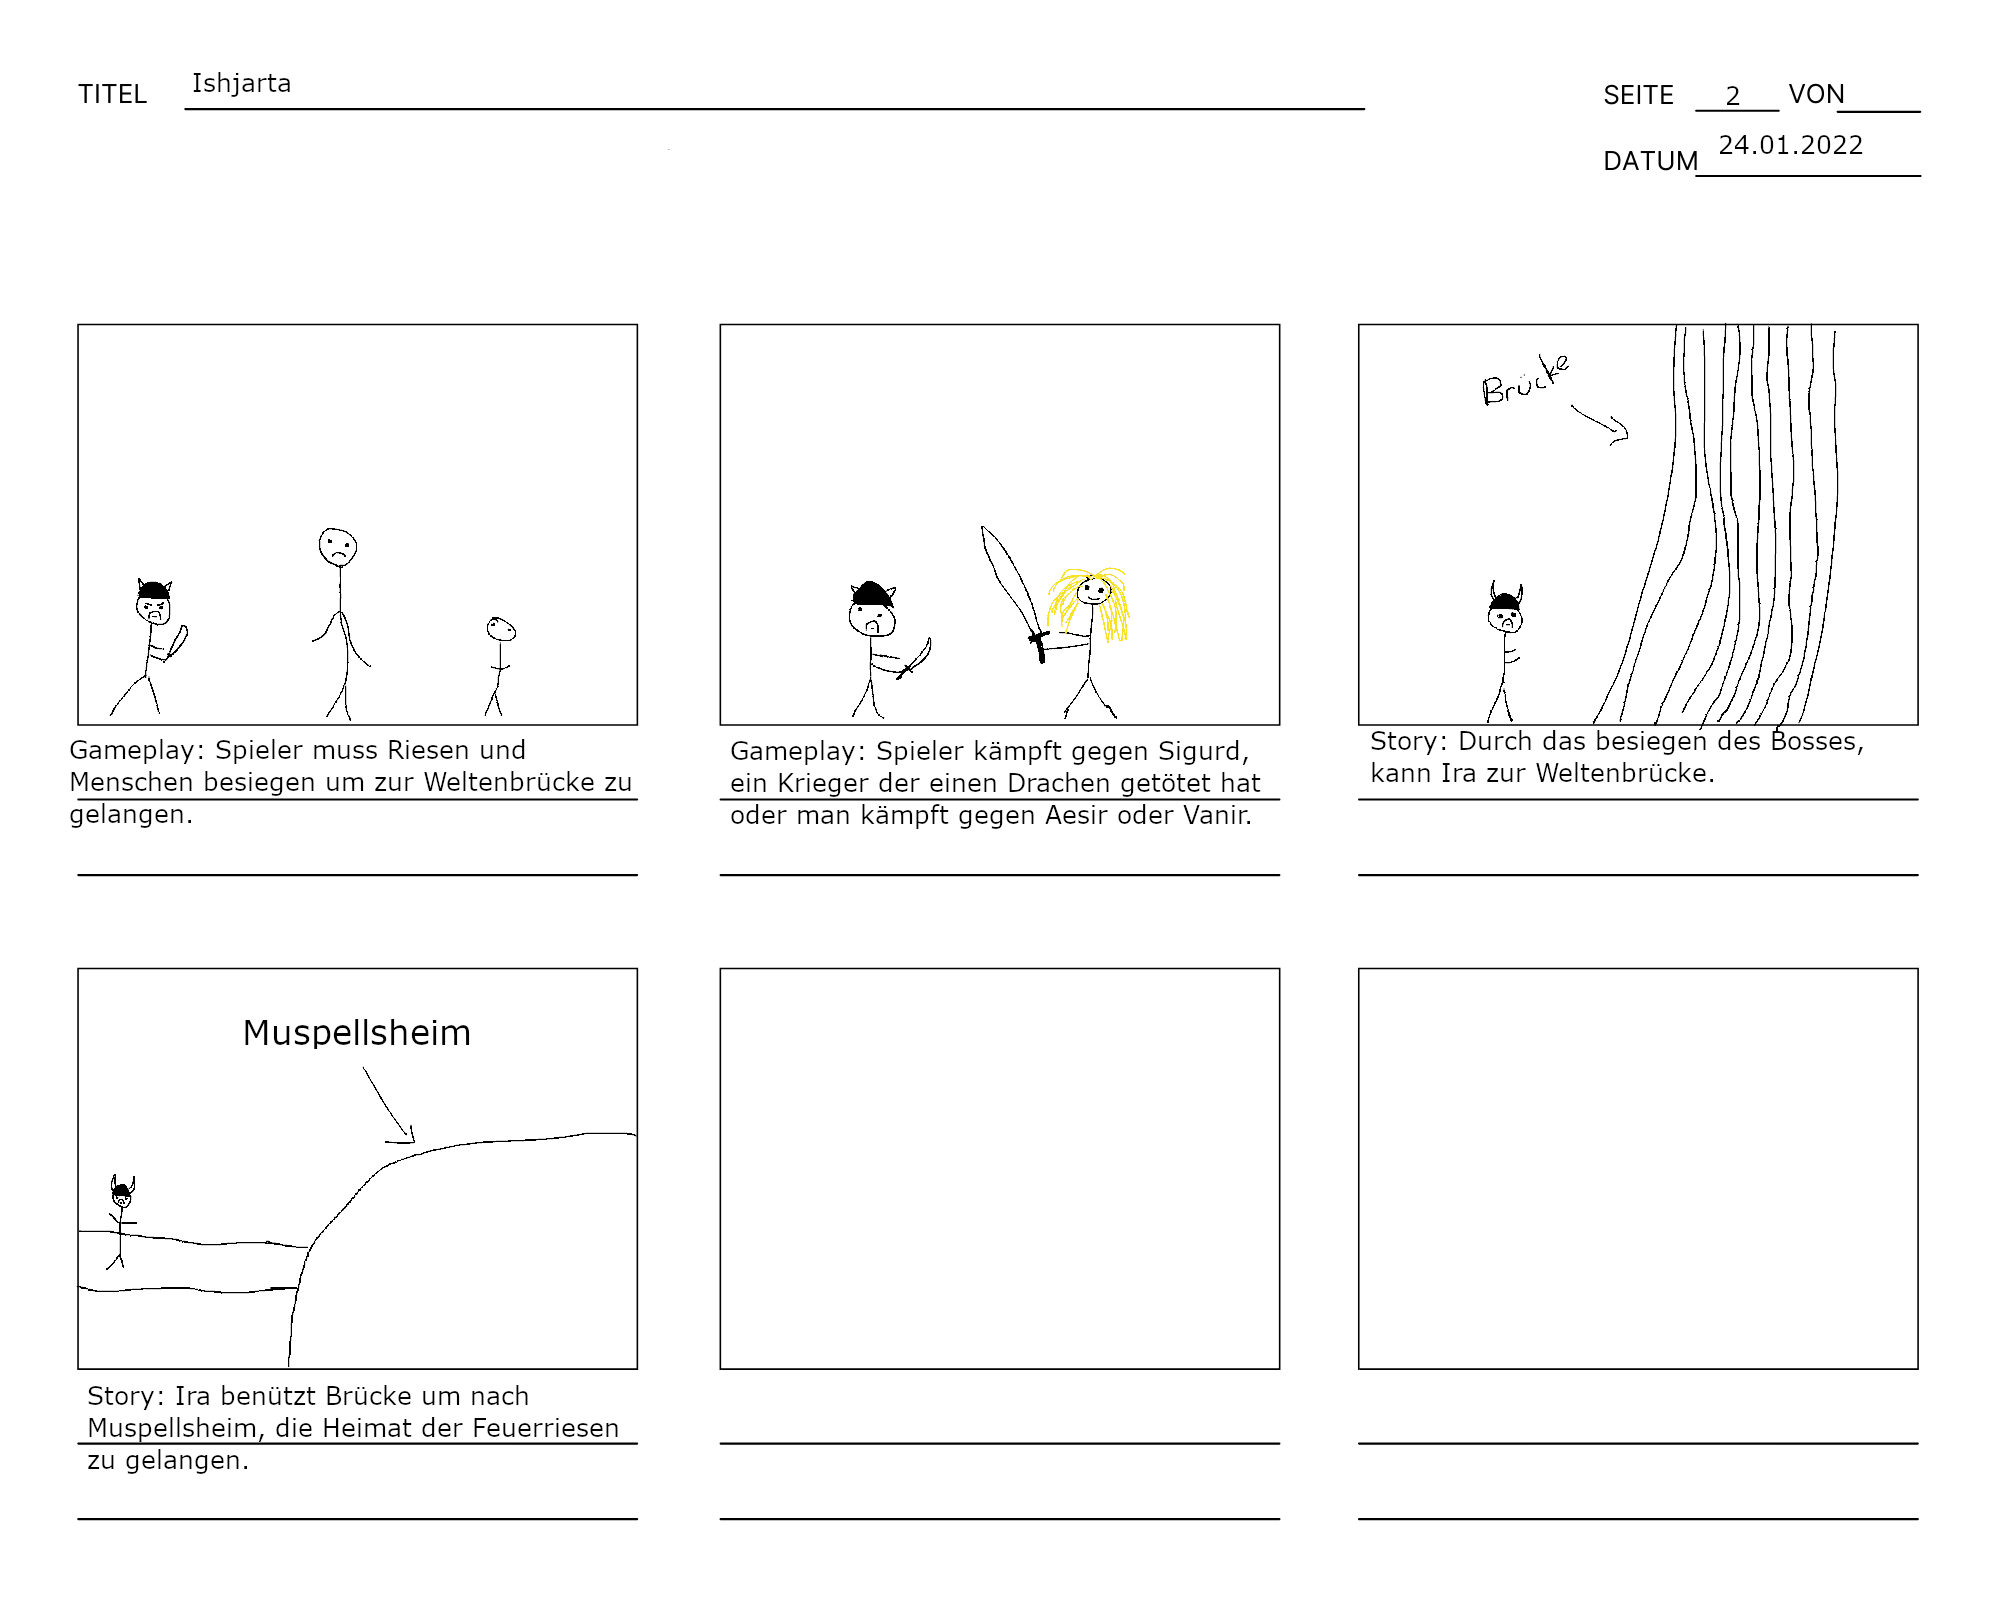 TITEL Ishjarta
SEITE 2 VON
DATUM 24.01.2022
Brücke
Gameplay: Spieler muss Riesen und
Menschen besiegen um zur Weltenbrücke zu
gelangen.
Gameplay: Spieler kämpft gegen Sigurd,
ein Krieger der einen Drachen getötet hat
oder man kämpft gegen Aesir oder Vanir.
Story: Durch das besiegen des Bosses,
kann Ira zur Weltenbrücke.
Muspellsheim
Story: Ira benützt Brücke um nach
Muspellsheim, die Heimat der Feuerriesen
zu gelangen.